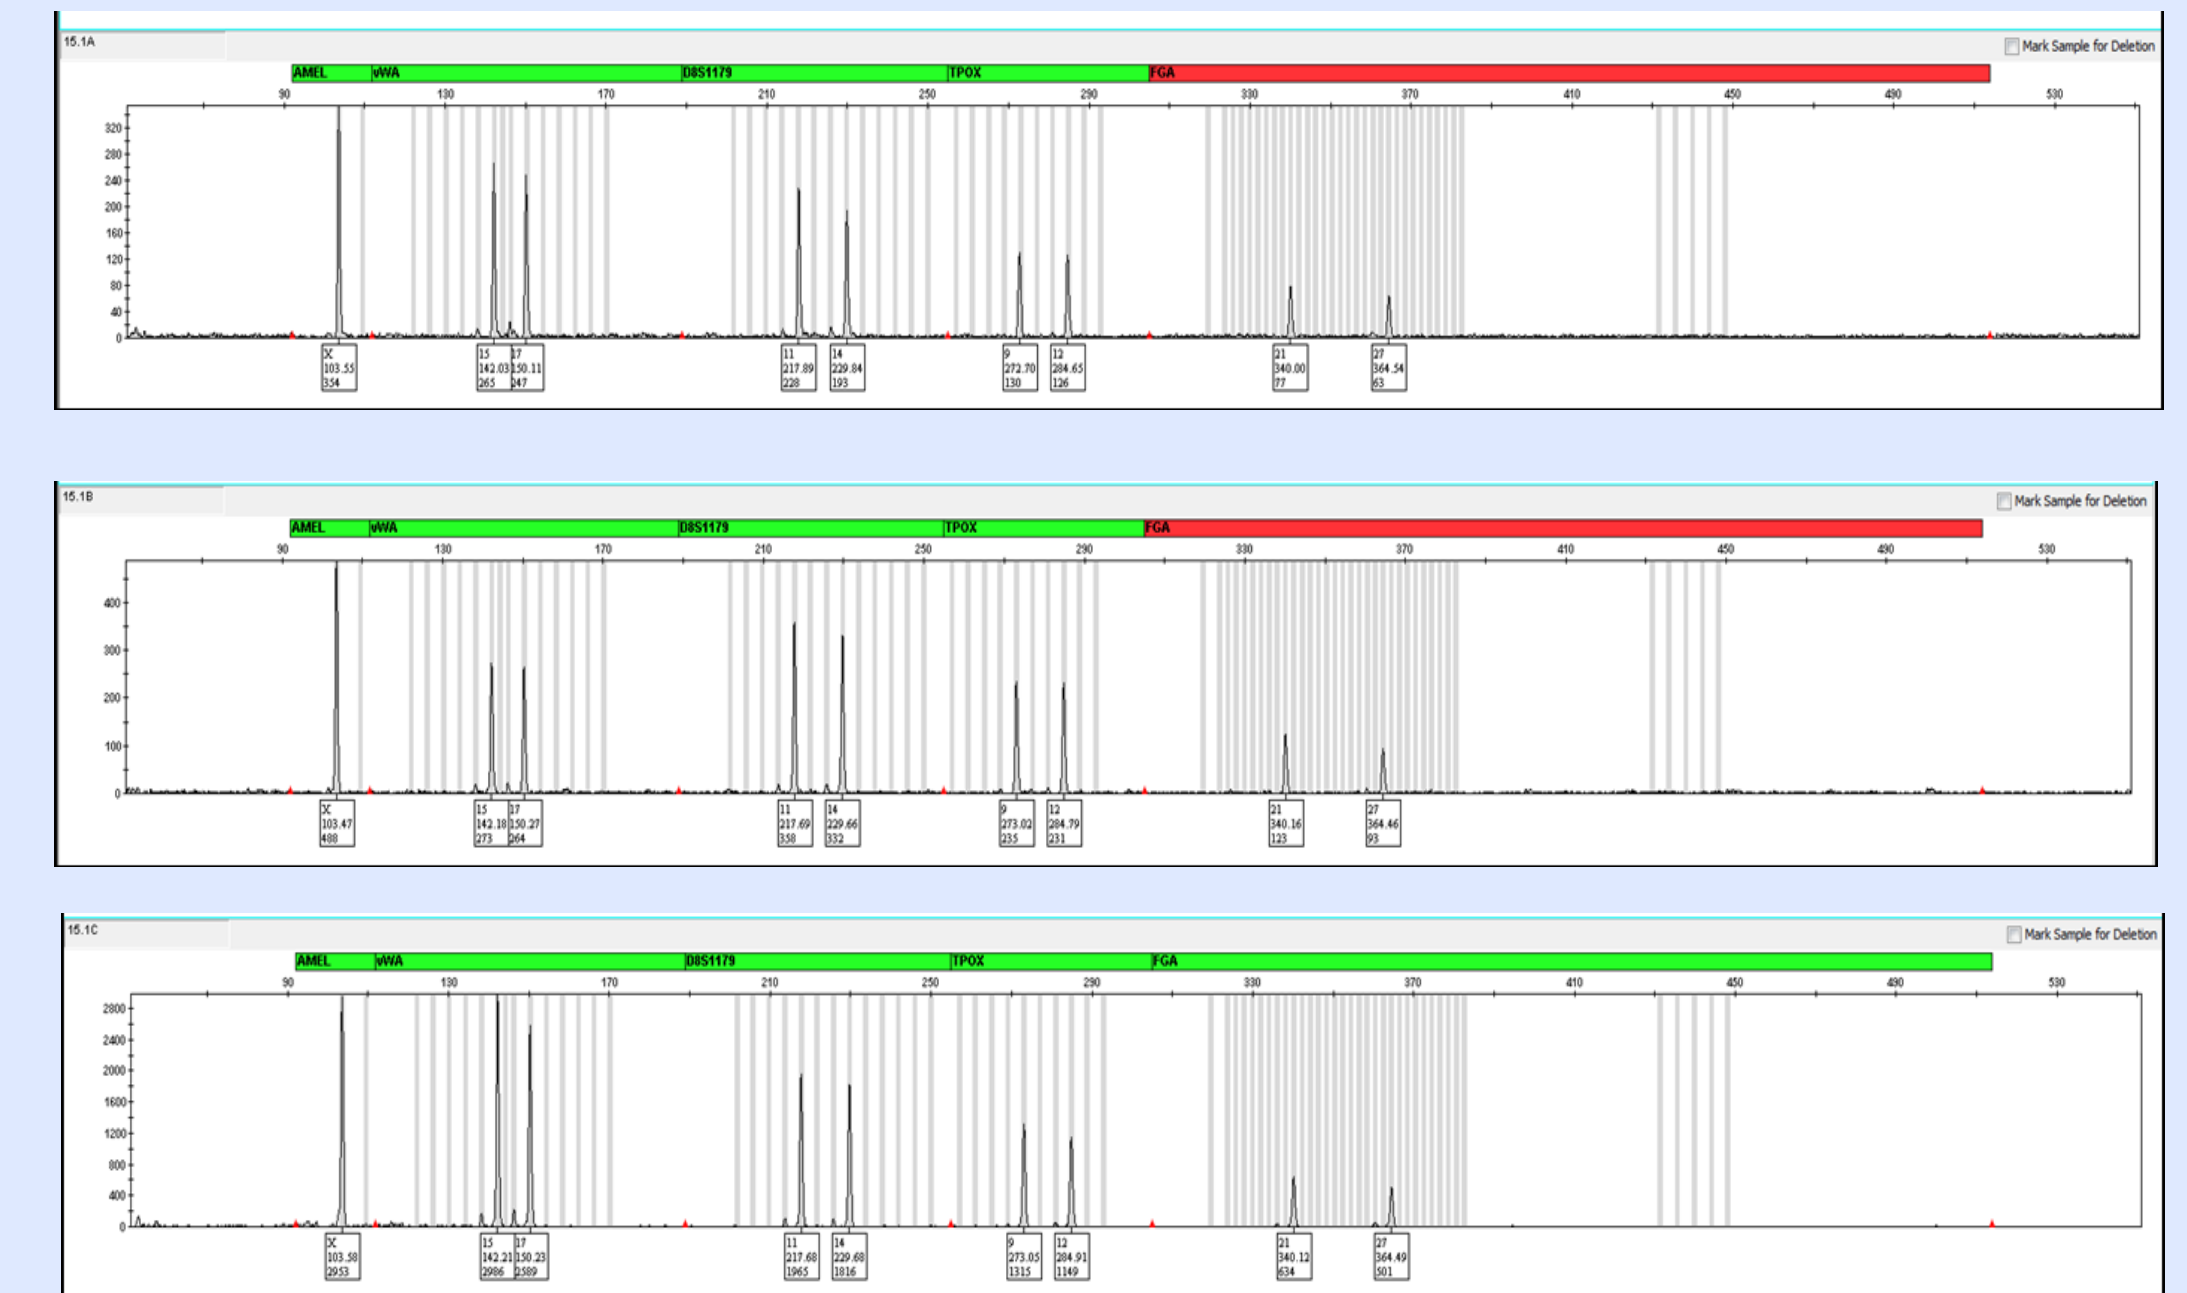 15.1A Mark Sample for Deletion
AMEL vWA D8S1179 TPOX FGA
90 130 170 210 250 290 330 370 410 450 490 530
320
280
240
200
160
120
80
40
0
X 15 17 11 14 9 12 21 27
103.55 142.03 150.11 217.89 229.84 272.70 284.65 340.00 364.54
354 265 247 228 193 130 126 77 63
15.1B Mark Sample for Deletion
AMEL vWA D8S1179 TPOX FGA
90 130 170 210 250 290 330 370 410 450 490 530
400
300
200
100
0
X 15 17 11 14 9 12 21 27
103.47 142.18 150.27 217.69 229.66 273.02 284.79 340.16 364.46
488 273 264 358 332 235 231 123 93
15.1C Mark Sample for Deletion
AMEL vWA D8S1179 TPOX FGA
90 130 170 210 250 290 330 370 410 450 490 530
2800
2400
2000
1600
1200
800
400
0
X 15 17 11 14 9 12 21 27
103.58 142.21 150.23 217.68 229.68 273.05 284.91 340.12 364.49
2953 2986 2589 1965 1816 1315 1149 634 501